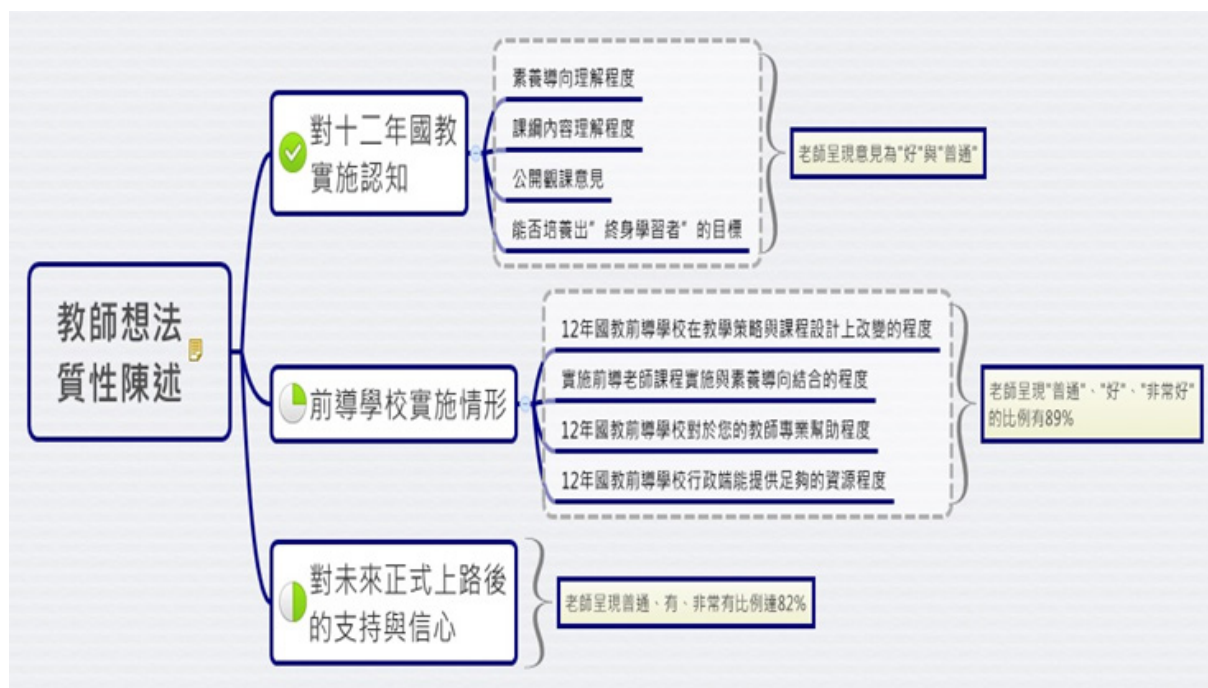 教師想法
質性陳述
對十二年國教
實施認知
素養導向理解程度
課綱內容理解程度
公開觀課意見
能否培養出"終身學習者"的目標
老師呈現意見為"好"與"普通"
前導學校實施情形
12年國教前導學校在教學策略與課程設計上改變的程度
實施前導老師課程實施與素養導向結合的程度
12年國教前導學校對於您的教師專業幫助程度
12年國教前導學校行政端能提供足夠的資源程度
老師呈現"普通"、"好"、"非常好"
的比例有89%
對未來正式上路後
的支持與信心
老師呈現普通、有、非常有比例達82%